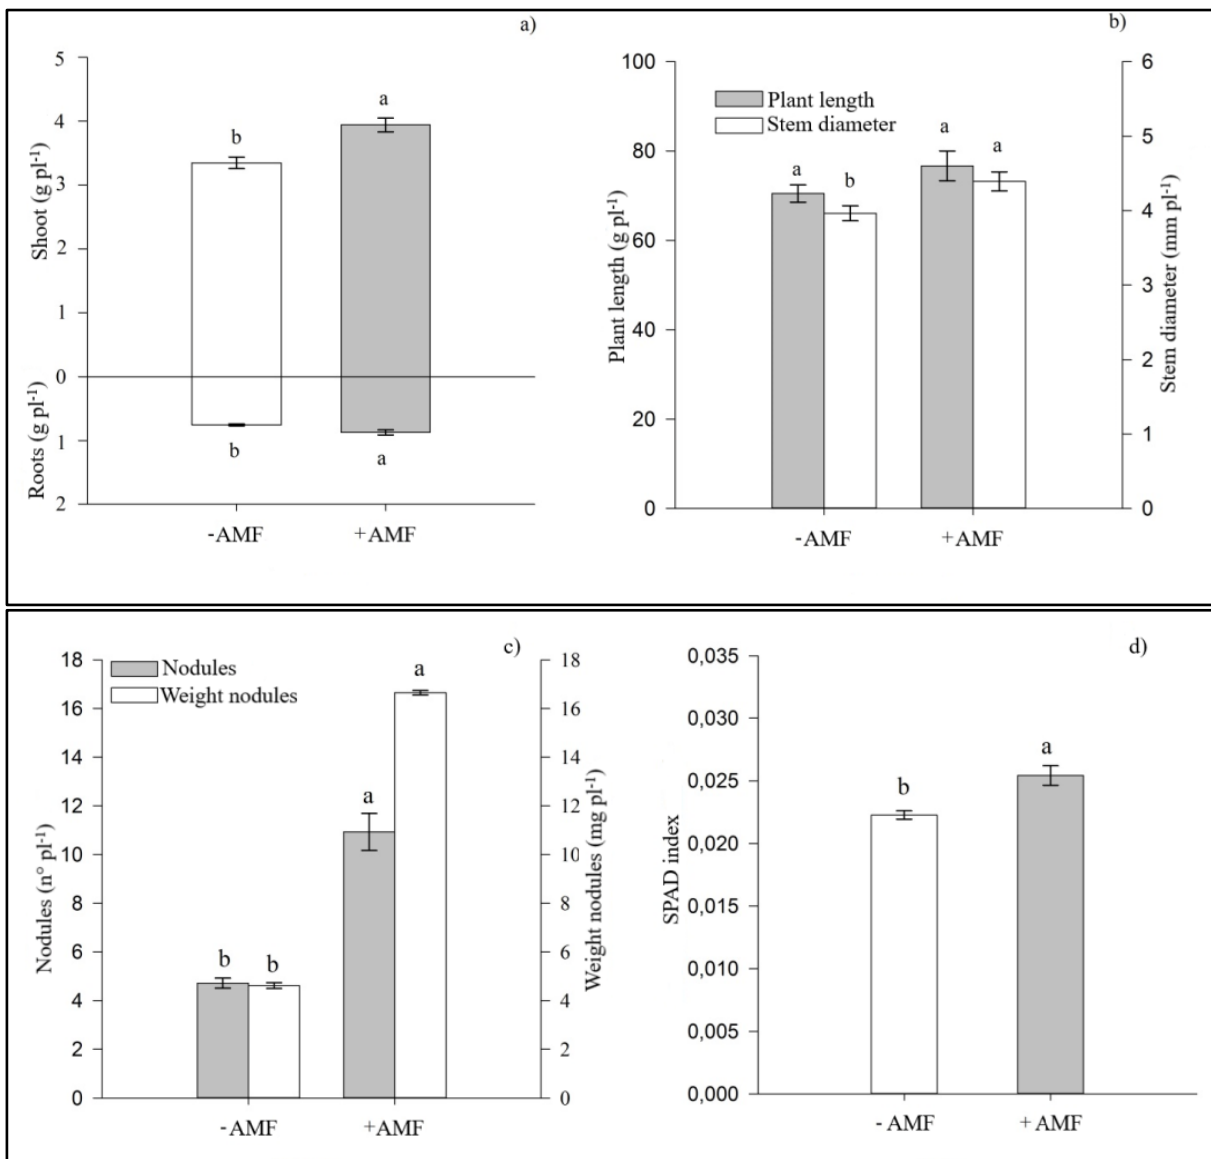 a)
5
4
3
2
1
0
1
2
Shoot (g pl-1)
Roots (g pl-1)
b
a
b
a
-AMF
+AMF
b)
100
80
60
40
20
0
Plant length (g pl-1)
Plant length
Stem diameter
a
b
a
a
6
5
4
3
2
1
0
Stem diameter (mm pl-1)
-AMF
+AMF
c)
18
16
14
12
10
8
6
4
2
0
Nodules (n° pl-1)
Nodules
Weight nodules
b
b
a
a
18
16
14
12
10
8
6
4
2
0
Weight nodules (mg pl-1)
-AMF
+AMF
d)
0,035
0,030
0,025
0,020
0,015
0,010
0,005
0,000
SPAD index
b
a
- AMF
+ AMF